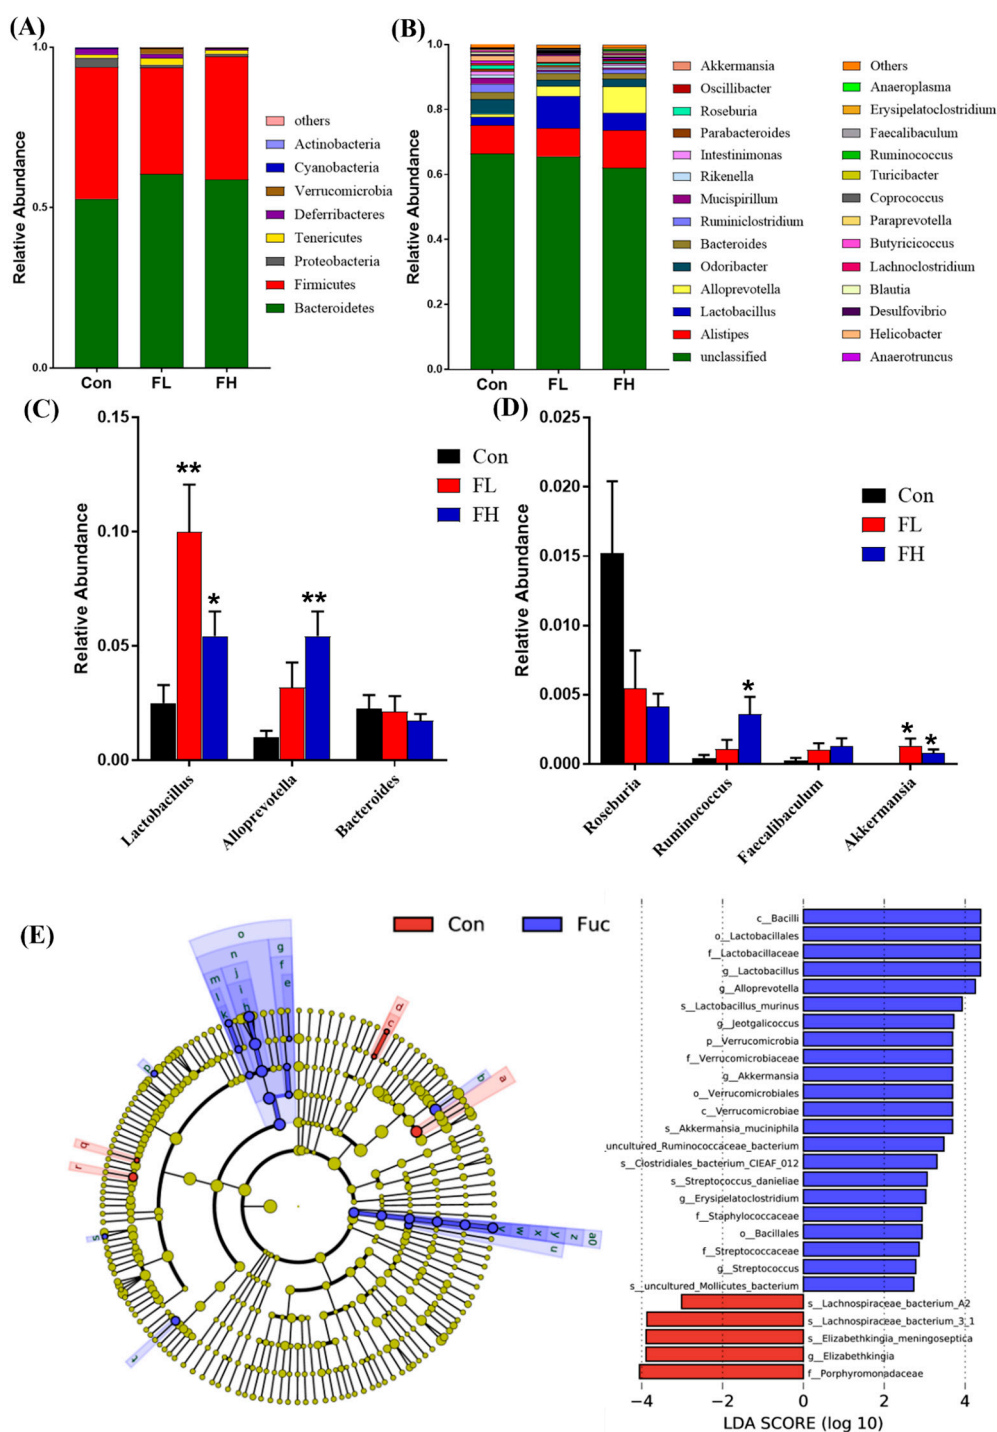 (A)
Relative Abundance
1.0
0.5
0.0
Con FL FH
others
Actinobacteria
Cyanobacteria
Verrucomicrobia
Deferribacteres
Tenericutes
Proteobacteria
Firmicutes
Bacteroidetes
(B)
Relative Abundance
1.0
0.8
0.6
0.4
0.2
0.0
Con FL FH
Akkermansia
Oscillibacter
Roseburia
Parabacteroides
Intestinimonas
Rikenella
Mucispirillum
Ruminiclostridium
Bacteroides
Odoribacter
Alloprevotella
Lactobacillus
Alistipes
unclassified
Others
Anaeroplasma
Erysipelatoclostridium
Faecalibaculum
Ruminococcus
Turicibacter
Coprococcus
Paraprevotella
Butyricicoccus
Lachnoclostridium
Blautia
Desulfovibrio
Helicobacter
Anaerotruncus
(C)
Relative Abundance
0.15
0.10
0.05
0.00
**
*
**
Con
FL
FH
Lactobacillus
Alloprevotella
Bacteroides
(D)
Relative Abundance
0.025
0.020
0.015
0.010
0.005
0.000
*
*
*
Con
FL
FH
Roseburia
Ruminococcus
Faecalibaculum
Akkermansia
(E)
Con
Fuc
o
n
m
l
k
j
i
h
g
f
e
d
c
b
a
p
q
r
s
v
w
x
y
u
z
a0
c__Bacilli
o__Lactobacillales
f__Lactobacillaceae
g__Lactobacillus
g__Alloprevotella
s__Lactobacillus_murinus
g__Jeotgalicoccus
p__Verrucomicrobia
f__Verrucomicrobiaceae
g__Akkermansia
o__Verrucomicrobiales
c__Verrucomicrobiae
s__Akkermansia_muciniphila
uncultured_Ruminococcaceae_bacterium
s__Clostridiales_bacterium_CIEAF_012
s__Streptococcus_danieliae
g__Erysipelatoclostridium
f__Staphylococcaceae
o__Bacillales
f__Streptococcaceae
g__Streptococcus
s__uncultured_Mollicutes_bacterium
s__Lachnospiraceae_bacterium_A2
s__Lachnospiraceae_bacterium_3_1
s__Elizabethkingia_meningoseptica
g__Elizabethkingia
f__Porphyromonadaceae
−4 −2 0 2 4
LDA SCORE (log 10)